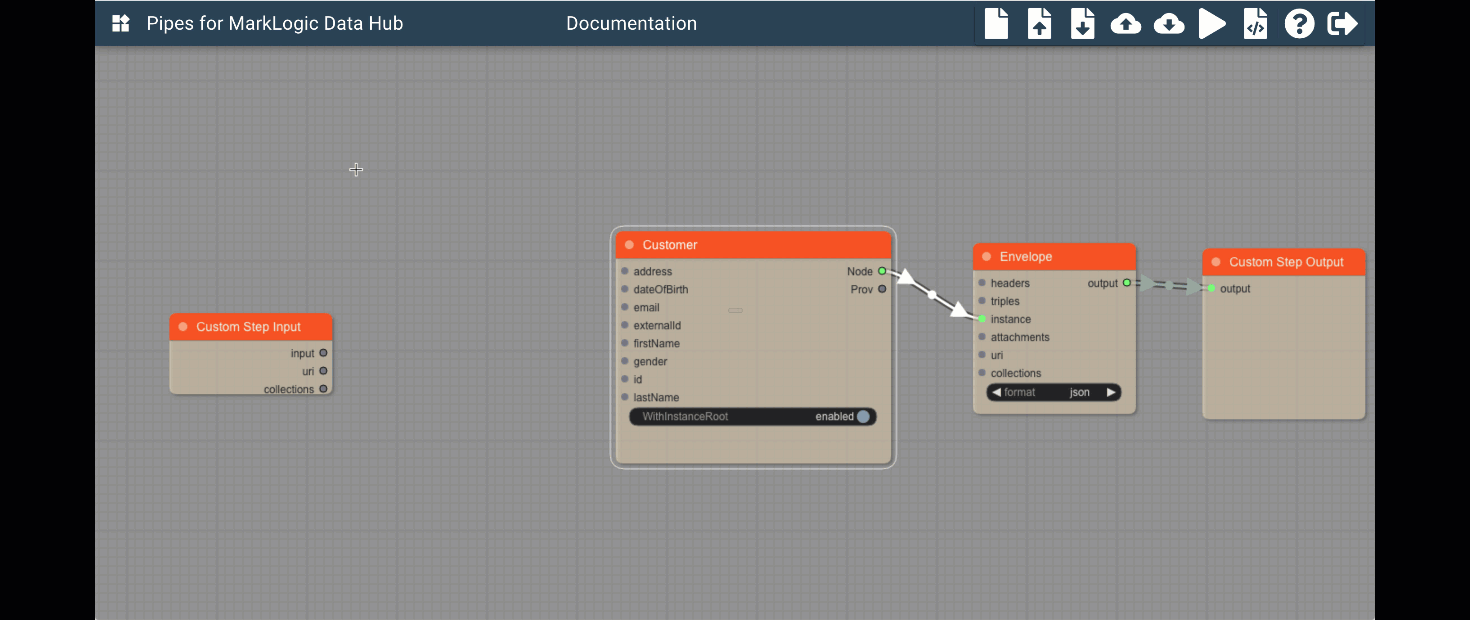 Pipes for MarkLogic Data Hub
Documentation
Custom Step Input
input
uri
collections
Customer
address
dateOfBirth
email
externalId
firstName
gender
id
lastName
Node
Prov
WithInstanceRoot enabled
Envelope
headers
triples
instance
attachments
uri
collections
output
format json
Custom Step Output
output